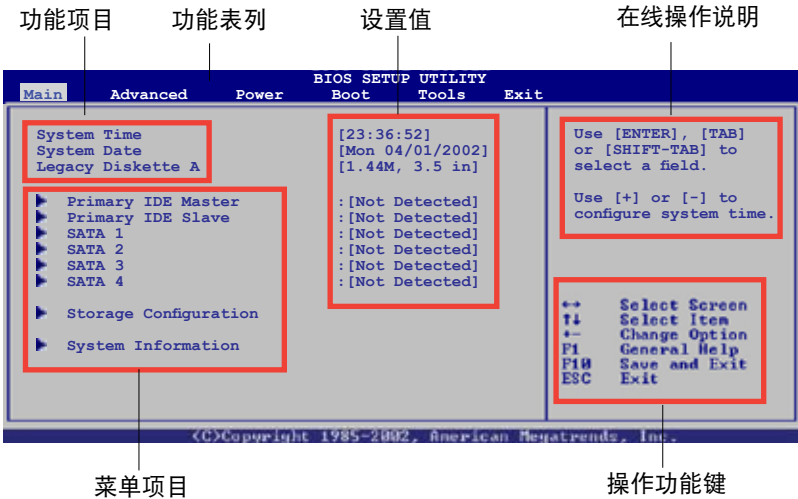 功能项目 功能表列 设置值 在线操作说明
BIOS SETUP UTILITY
Main Advanced Power Boot Tools Exit
System Time [23:36:52]
System Date [Mon 04/01/2002]
Legacy Diskette A [1.44M, 3.5 in]
Primary IDE Master :[Not Detected]
Primary IDE Slave :[Not Detected]
SATA 1 :[Not Detected]
SATA 2 :[Not Detected]
SATA 3 :[Not Detected]
SATA 4 :[Not Detected]
Storage Configuration
System Information
Use [ENTER], [TAB]
or [SHIFT-TAB] to
select a field.
Use [+] or [-] to
configure system time.
↔ Select Screen
↑↓ Select Item
+- Change Option
F1 General Help
F10 Save and Exit
ESC Exit
(C)Copyright 1985-2002, American Megatrends, Inc.
菜单项目 操作功能键